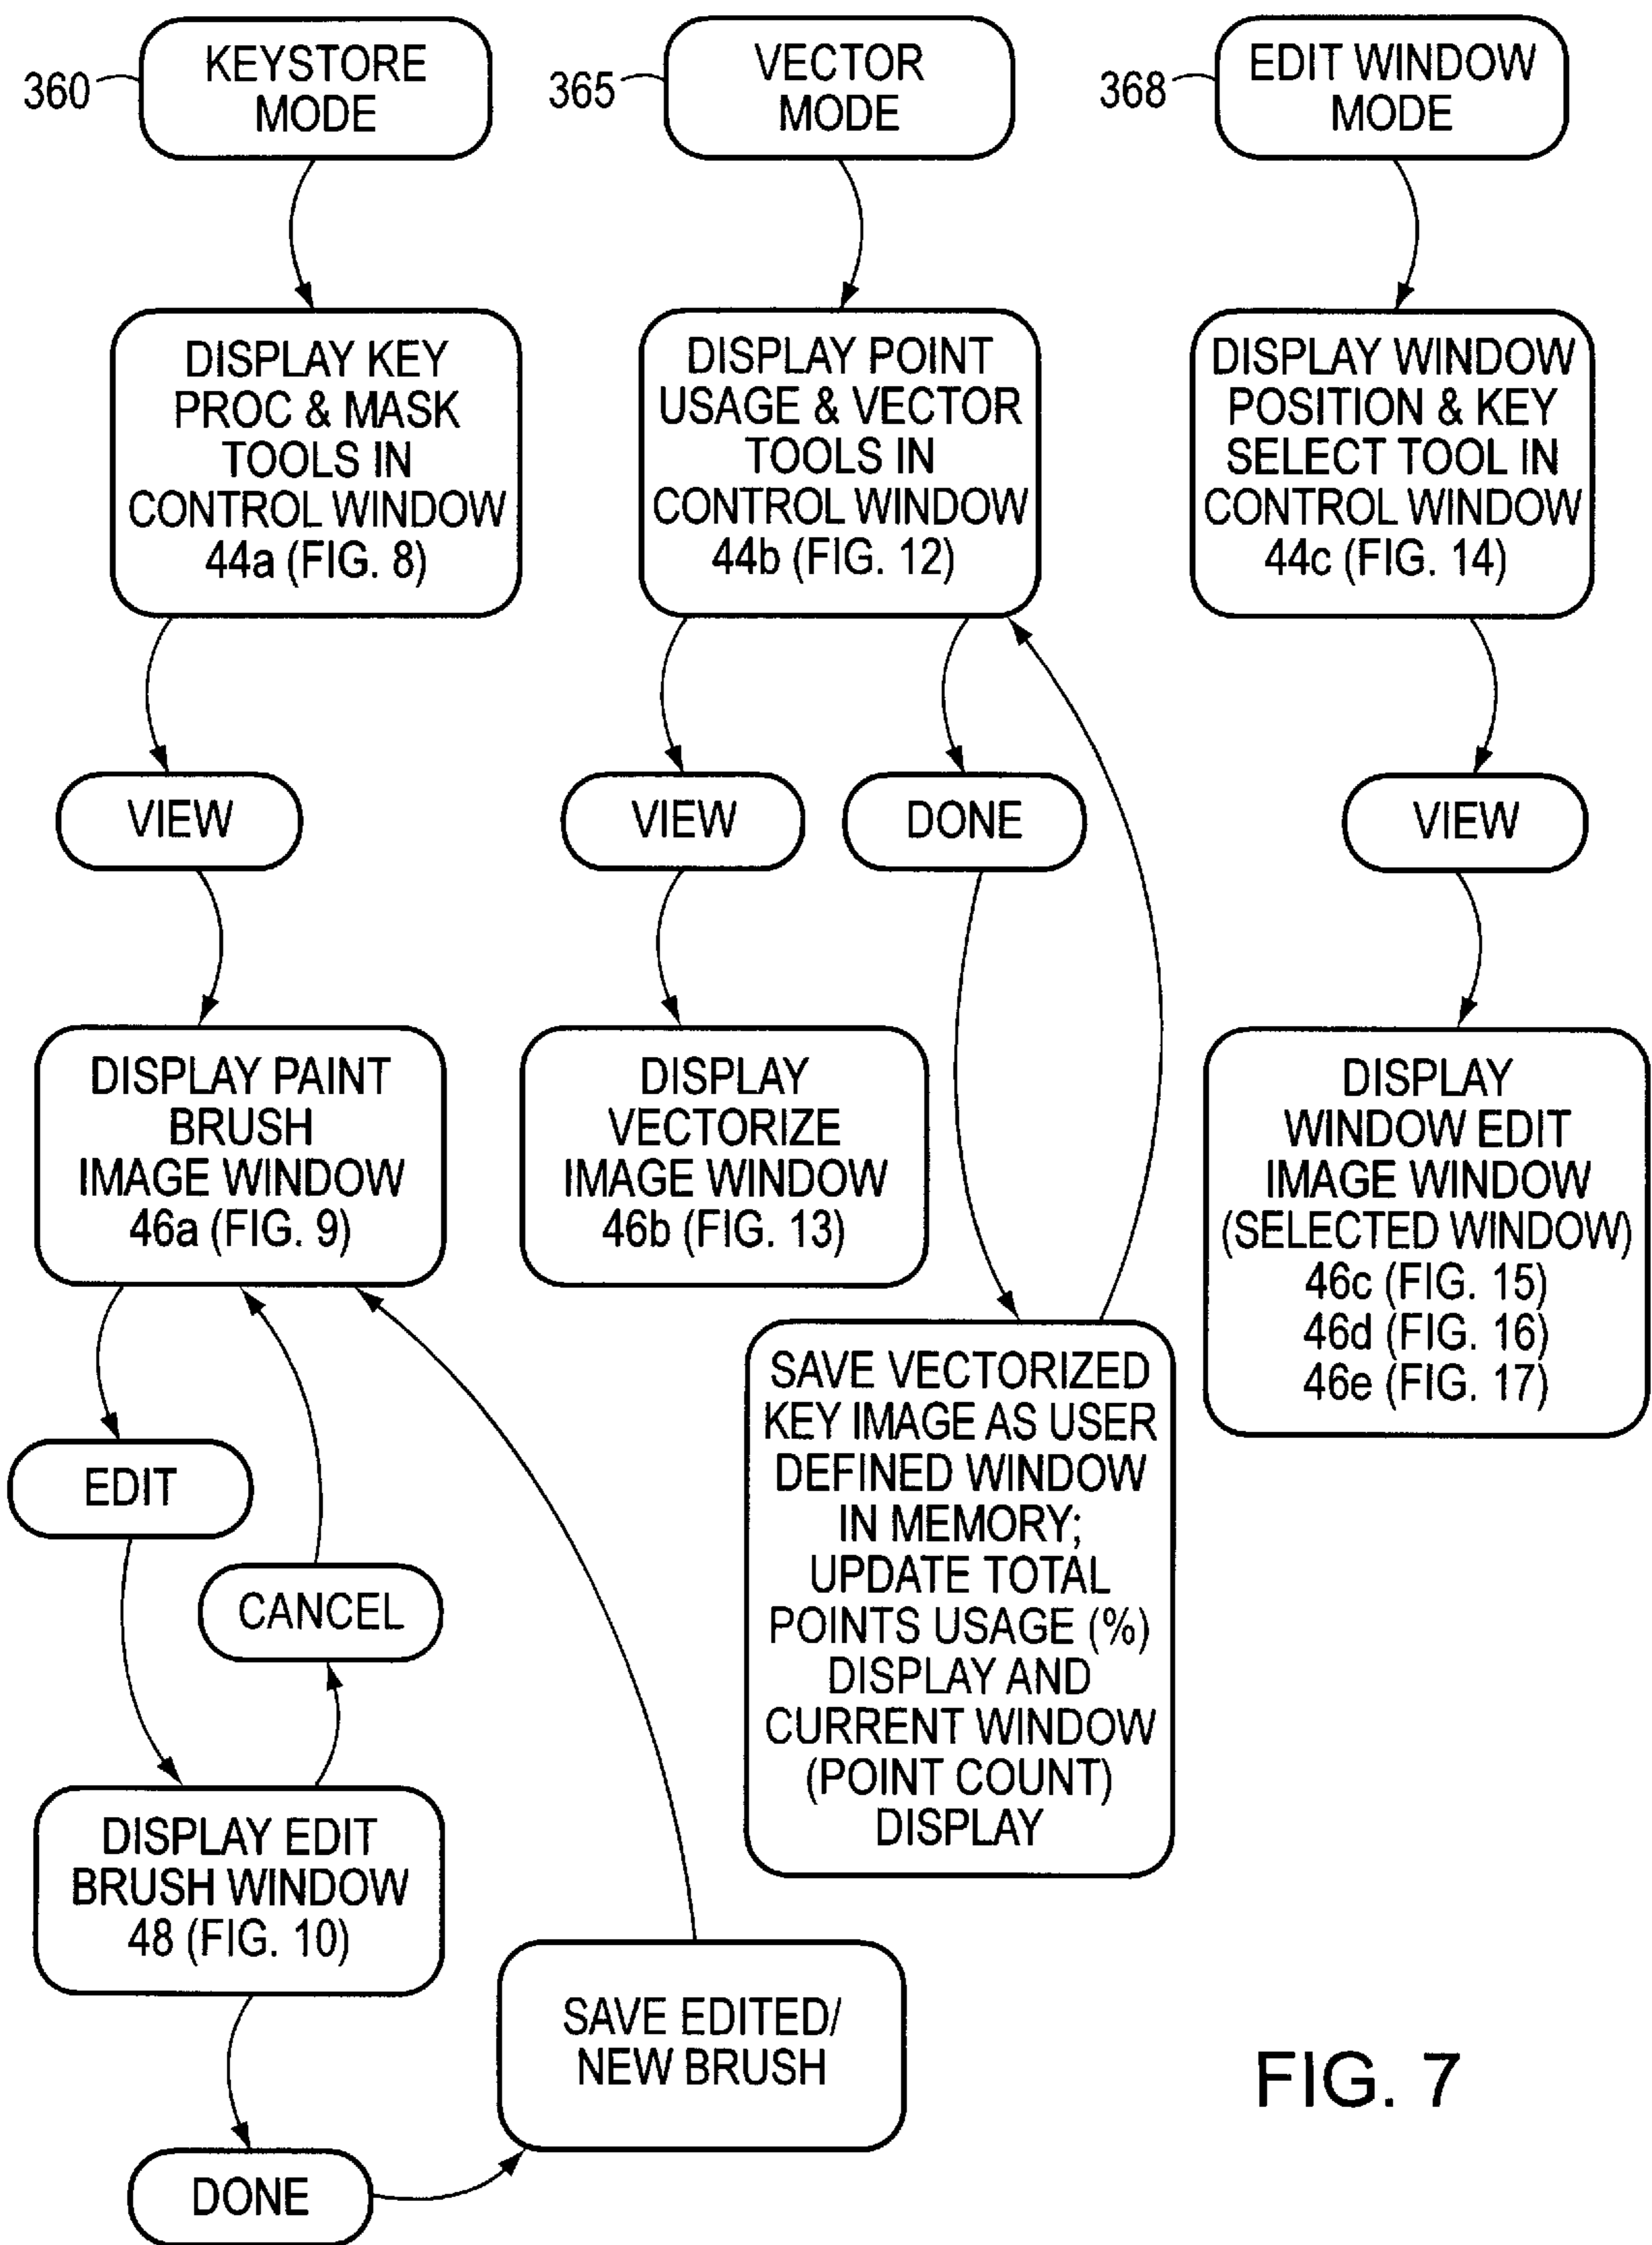 360
KEYSTORE
MODE
365
VECTOR
MODE
368
EDIT WINDOW
MODE
DISPLAY KEY
PROC & MASK
TOOLS IN
CONTROL WINDOW
44a (FIG. 8)
DISPLAY POINT
USAGE & VECTOR
TOOLS IN
CONTROL WINDOW
44b (FIG. 12)
DISPLAY WINDOW
POSITION & KEY
SELECT TOOL IN
CONTROL WINDOW
44c (FIG. 14)
VIEW
VIEW
DONE
VIEW
DISPLAY PAINT
BRUSH
IMAGE WINDOW
46a (FIG. 9)
DISPLAY
VECTORIZE
IMAGE WINDOW
46b (FIG. 13)
DISPLAY
WINDOW EDIT
IMAGE WINDOW
(SELECTED WINDOW)
46c (FIG. 15)
46d (FIG. 16)
46e (FIG. 17)
EDIT
CANCEL
SAVE VECTORIZED
KEY IMAGE AS USER
DEFINED WINDOW
IN MEMORY;
UPDATE TOTAL
POINTS USAGE (%)
DISPLAY AND
CURRENT WINDOW
(POINT COUNT)
DISPLAY
DISPLAY EDIT
BRUSH WINDOW
48 (FIG. 10)
SAVE EDITED/
NEW BRUSH
DONE
FIG. 7